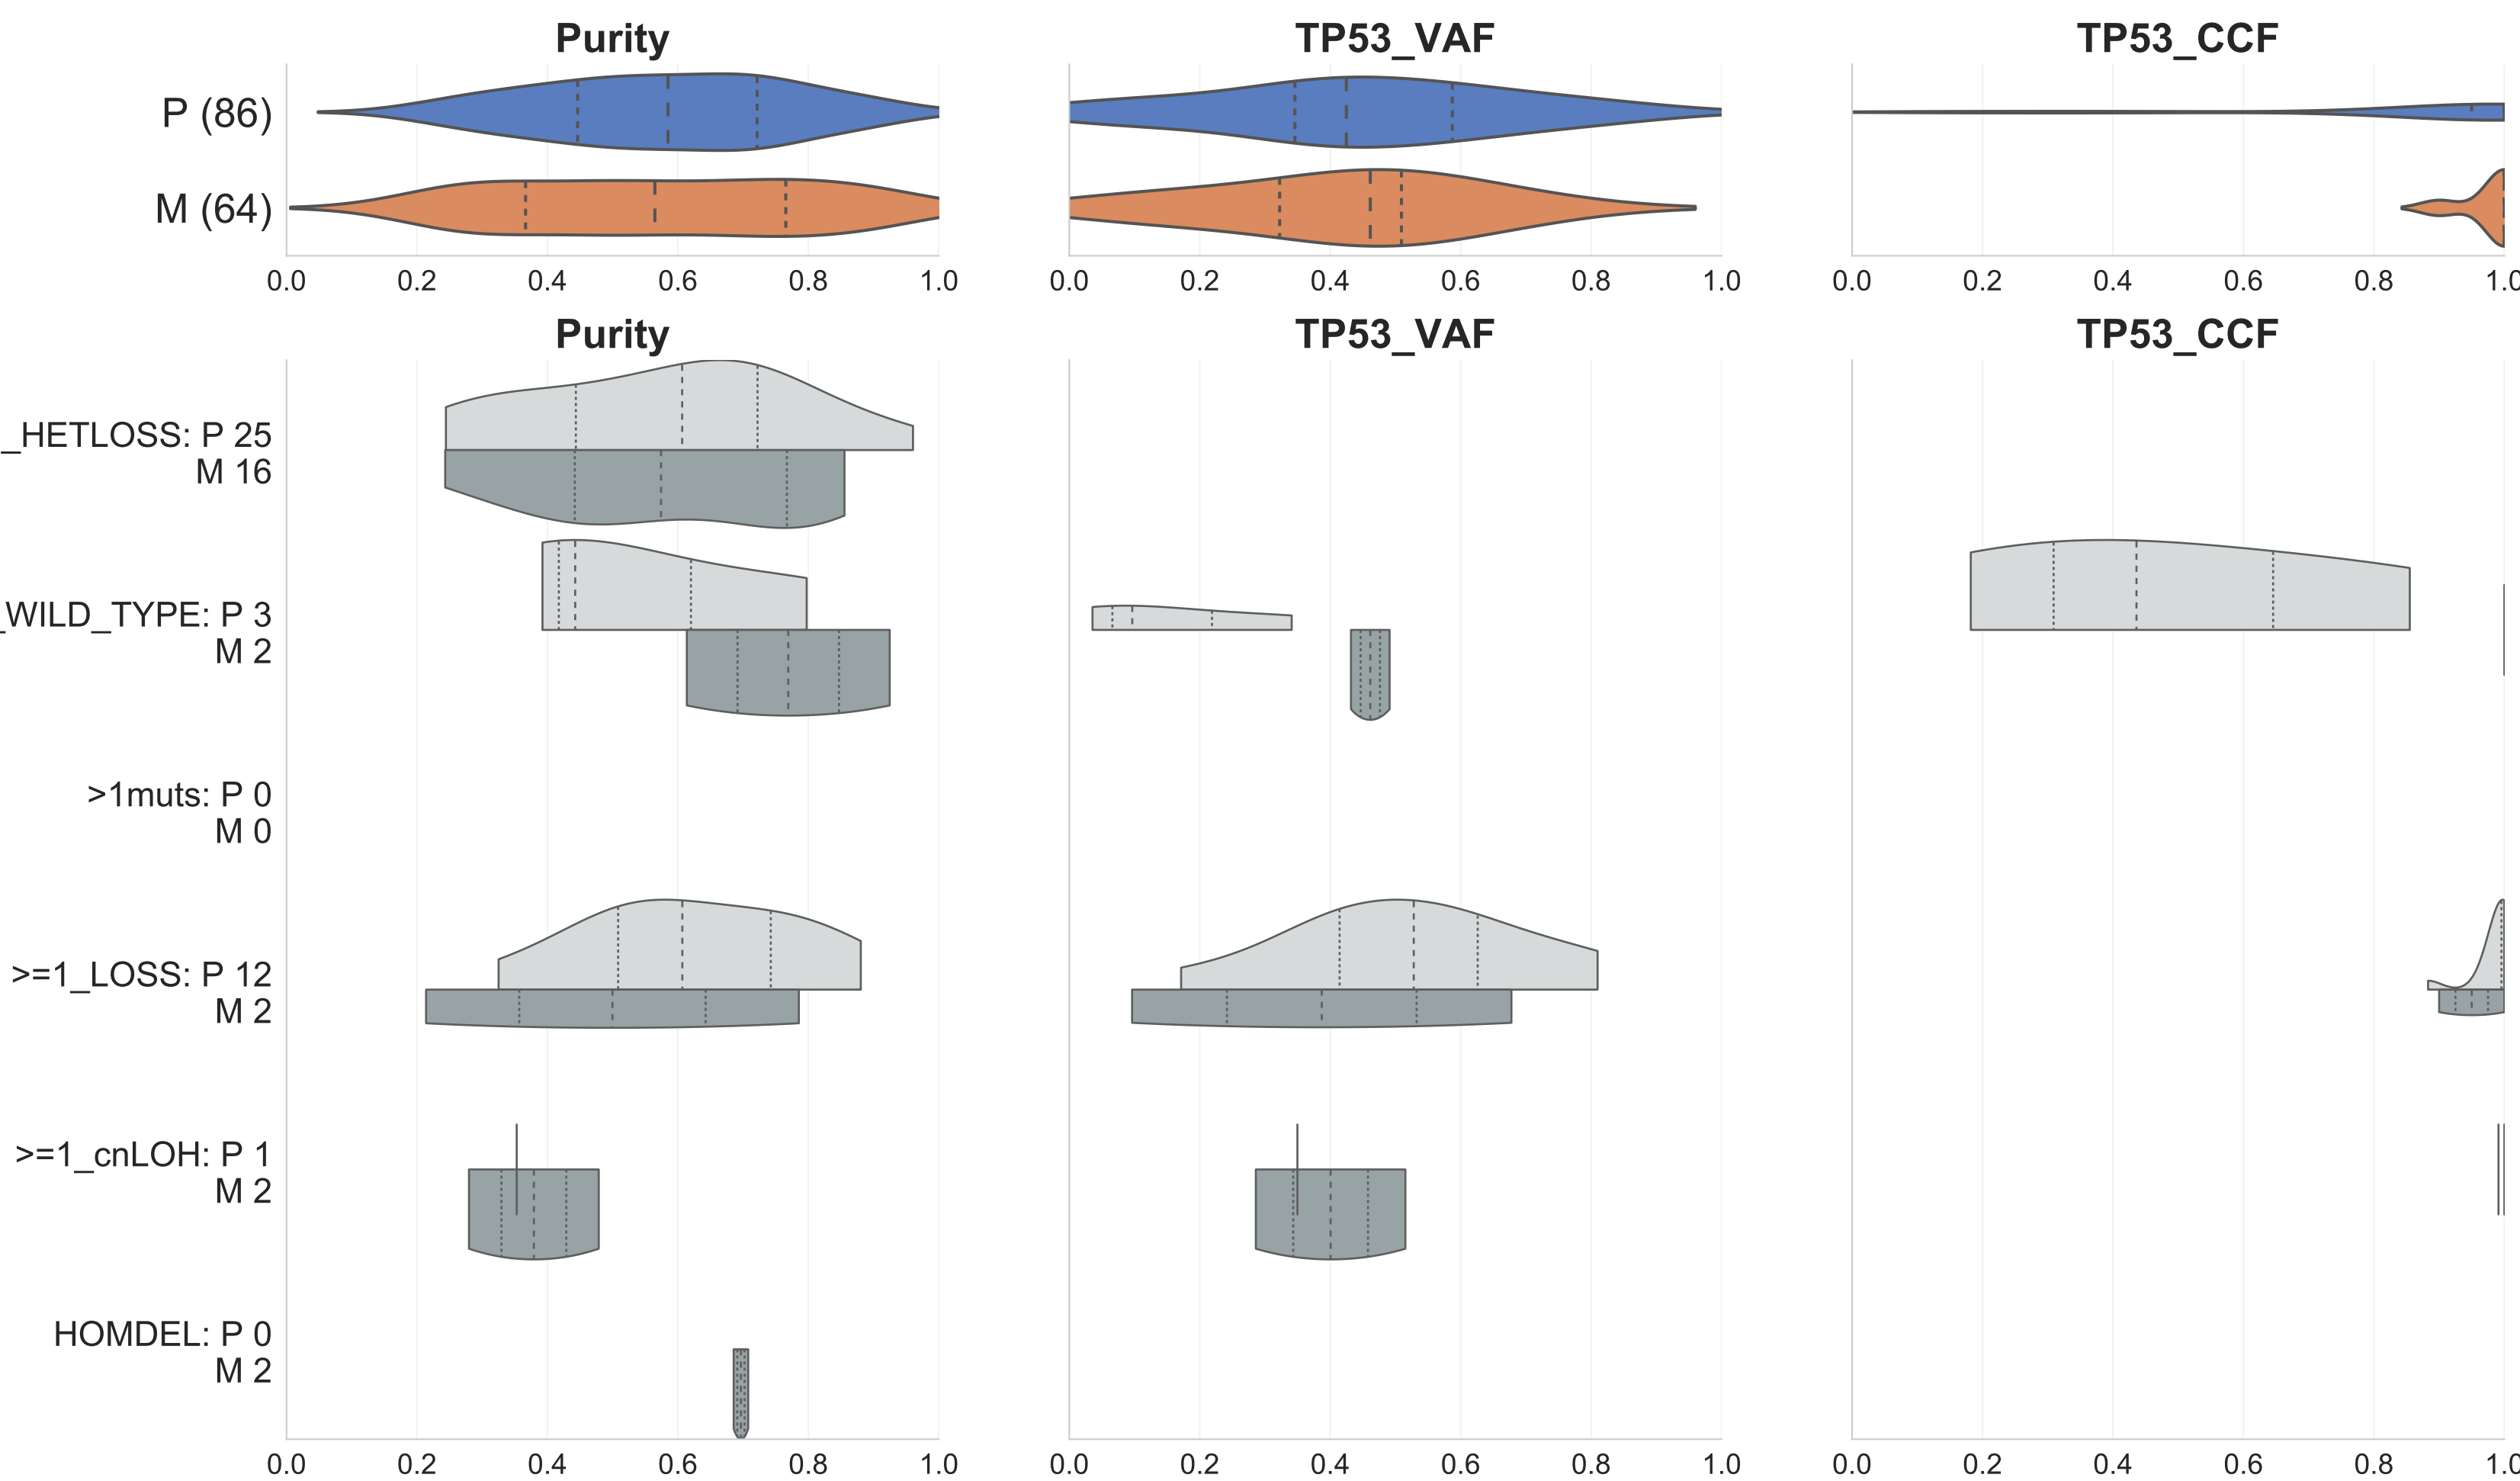 Purity TP53_VAF TP53_CCF
P (86)
M (64)
0.0 0.2 0.4 0.6 0.8 1.0 0.0 0.2 0.4 0.6 0.8 1.0 0.0 0.2 0.4 0.6 0.8 1.0
Purity TP53_VAF TP53_CCF
_HETLOSS: P 25
M 16
_WILD_TYPE: P 3
M 2
>1muts: P 0
M 0
>=1_LOSS: P 12
M 2
>=1_cnLOH: P 1
M 2
HOMDEL: P 0
M 2
0.0 0.2 0.4 0.6 0.8 1.0 0.0 0.2 0.4 0.6 0.8 1.0 0.0 0.2 0.4 0.6 0.8 1.0